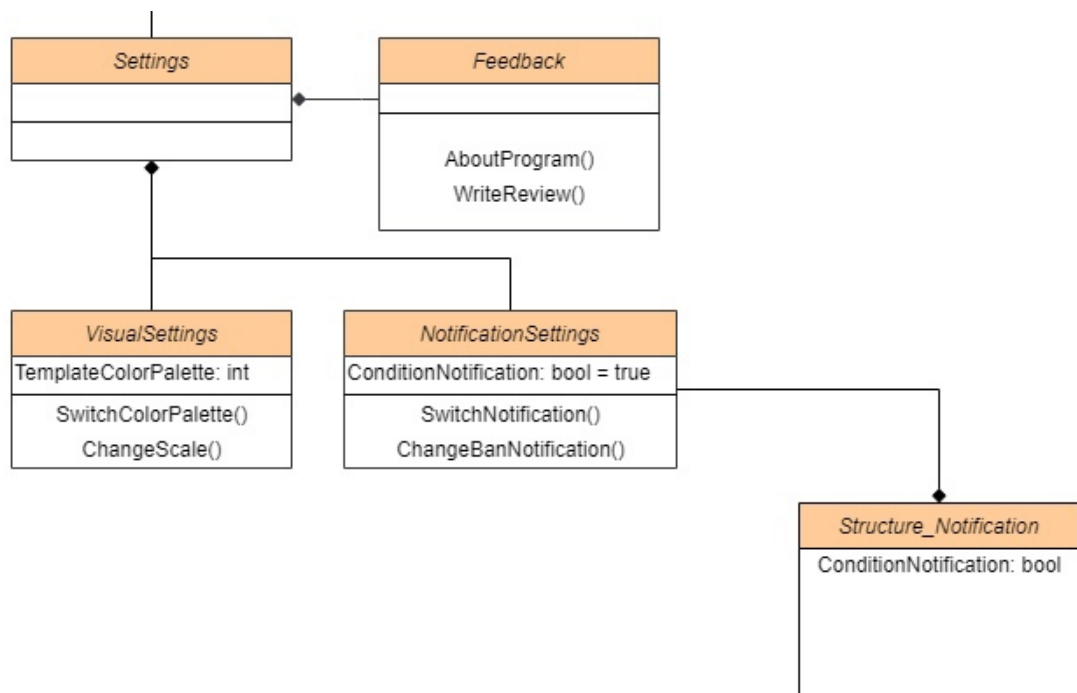 Settings
Feedback
AboutProgram()
WriteReview()
VisualSettings
TemplateColorPalette: int
SwitchColorPalette()
ChangeScale()
NotificationSettings
ConditionNotification: bool = true
SwitchNotification()
ChangeBanNotification()
Structure_Notification
ConditionNotification: bool